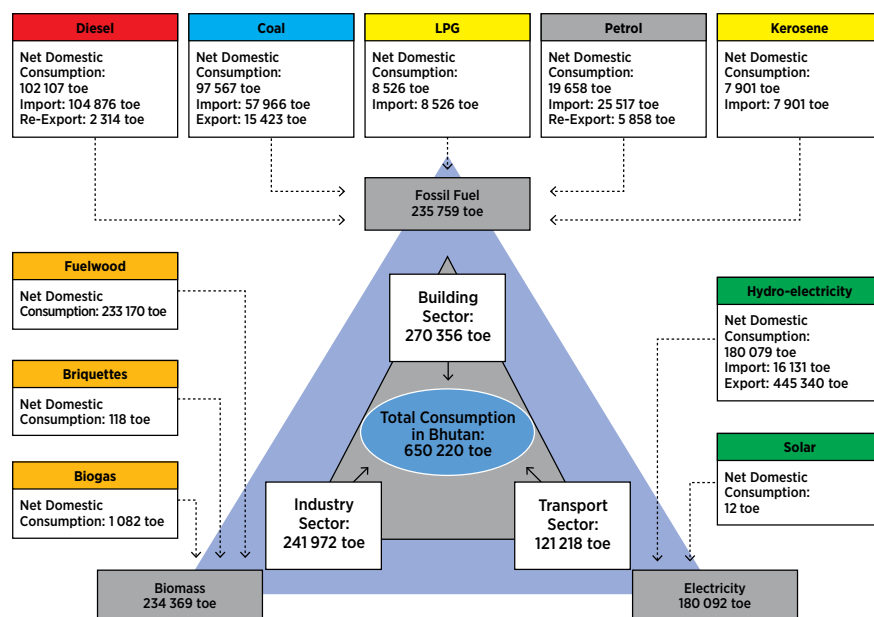 Diesel
Net Domestic
Consumption:
102 107 toe
Import: 104 876 toe
Re-Export: 2 314 toe
Coal
Net Domestic
Consumption:
97 567 toe
Import: 57 966 toe
Export: 15 423 toe
LPG
Net Domestic
Consumption:
8 526 toe
Import: 8 526 toe
Petrol
Net Domestic
Consumption:
19 658 toe
Import: 25 517 toe
Re-Export: 5 858 toe
Kerosene
Net Domestic
Consumption:
7 901 toe
Import: 7 901 toe
Fossil Fuel
235 759 toe
Fuelwood
Net Domestic
Consumption: 233 170 toe
Briquettes
Net Domestic
Consumption: 118 toe
Biogas
Net Domestic
Consumption: 1 082 toe
Building
Sector:
270 356 toe
Total Consumption
in Bhutan:
650 220 toe
Industry
Sector:
241 972 toe
Transport
Sector:
121 218 toe
Hydro-electricity
Net Domestic
Consumption:
180 079 toe
Import: 16 131 toe
Export: 445 340 toe
Solar
Net Domestic
Consumption:
12 toe
Biomass
234 369 toe
Electricity
180 092 toe